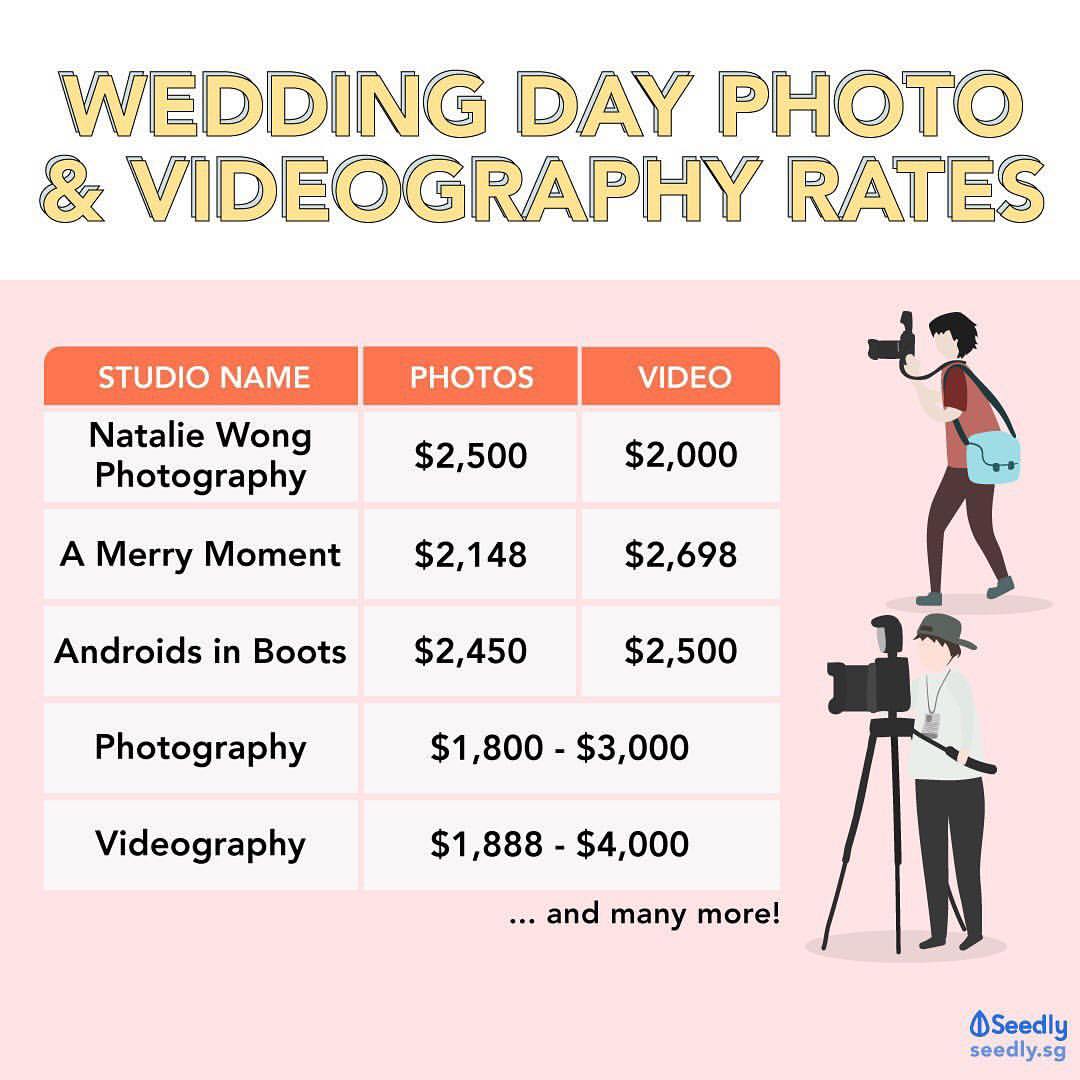 WEDDING DAY PHOTO
& VIDEOGRAPHY RATES
STUDIO NAME PHOTOS VIDEO
Natalie Wong
Photography $2,500 $2,000
A Merry Moment $2,148 $2,698
Androids in Boots $2,450 $2,500
Photography $1,800 - $3,000
Videography $1,888 - $4,000
... and many more!
Seedly
seedly.sg